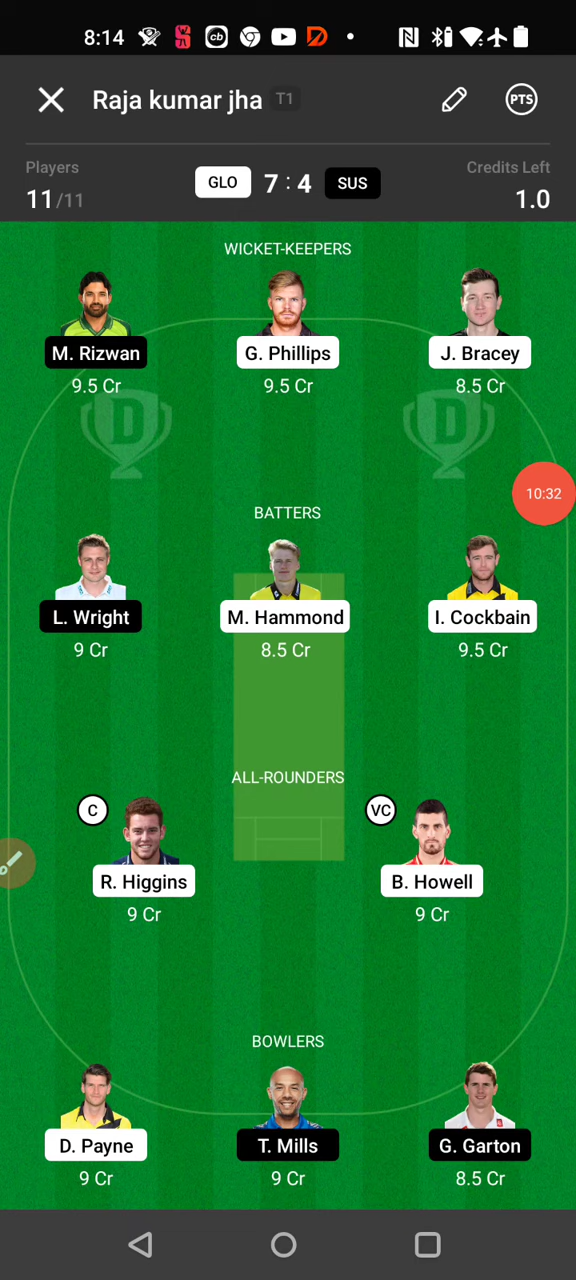 8:14
cb
Raja kumar jha T1
PTS
Players
Credits Left
11/11
GLO 7 : 4 SUS
1.0
WICKET-KEEPERS
M. Rizwan
G. Phillips
J. Bracey
9.5 Cr
9.5 Cr
8.5 Cr
D
D
10:32
BATTERS
L. Wright
M. Hammond
I. Cockbain
9 Cr
8.5 Cr
9.5 Cr
ALL-ROUNDERS
C
VC
R. Higgins
B. Howell
9 Cr
9 Cr
BOWLERS
D. Payne
T. Mills
G. Garton
9 Cr
9 Cr
8.5 Cr